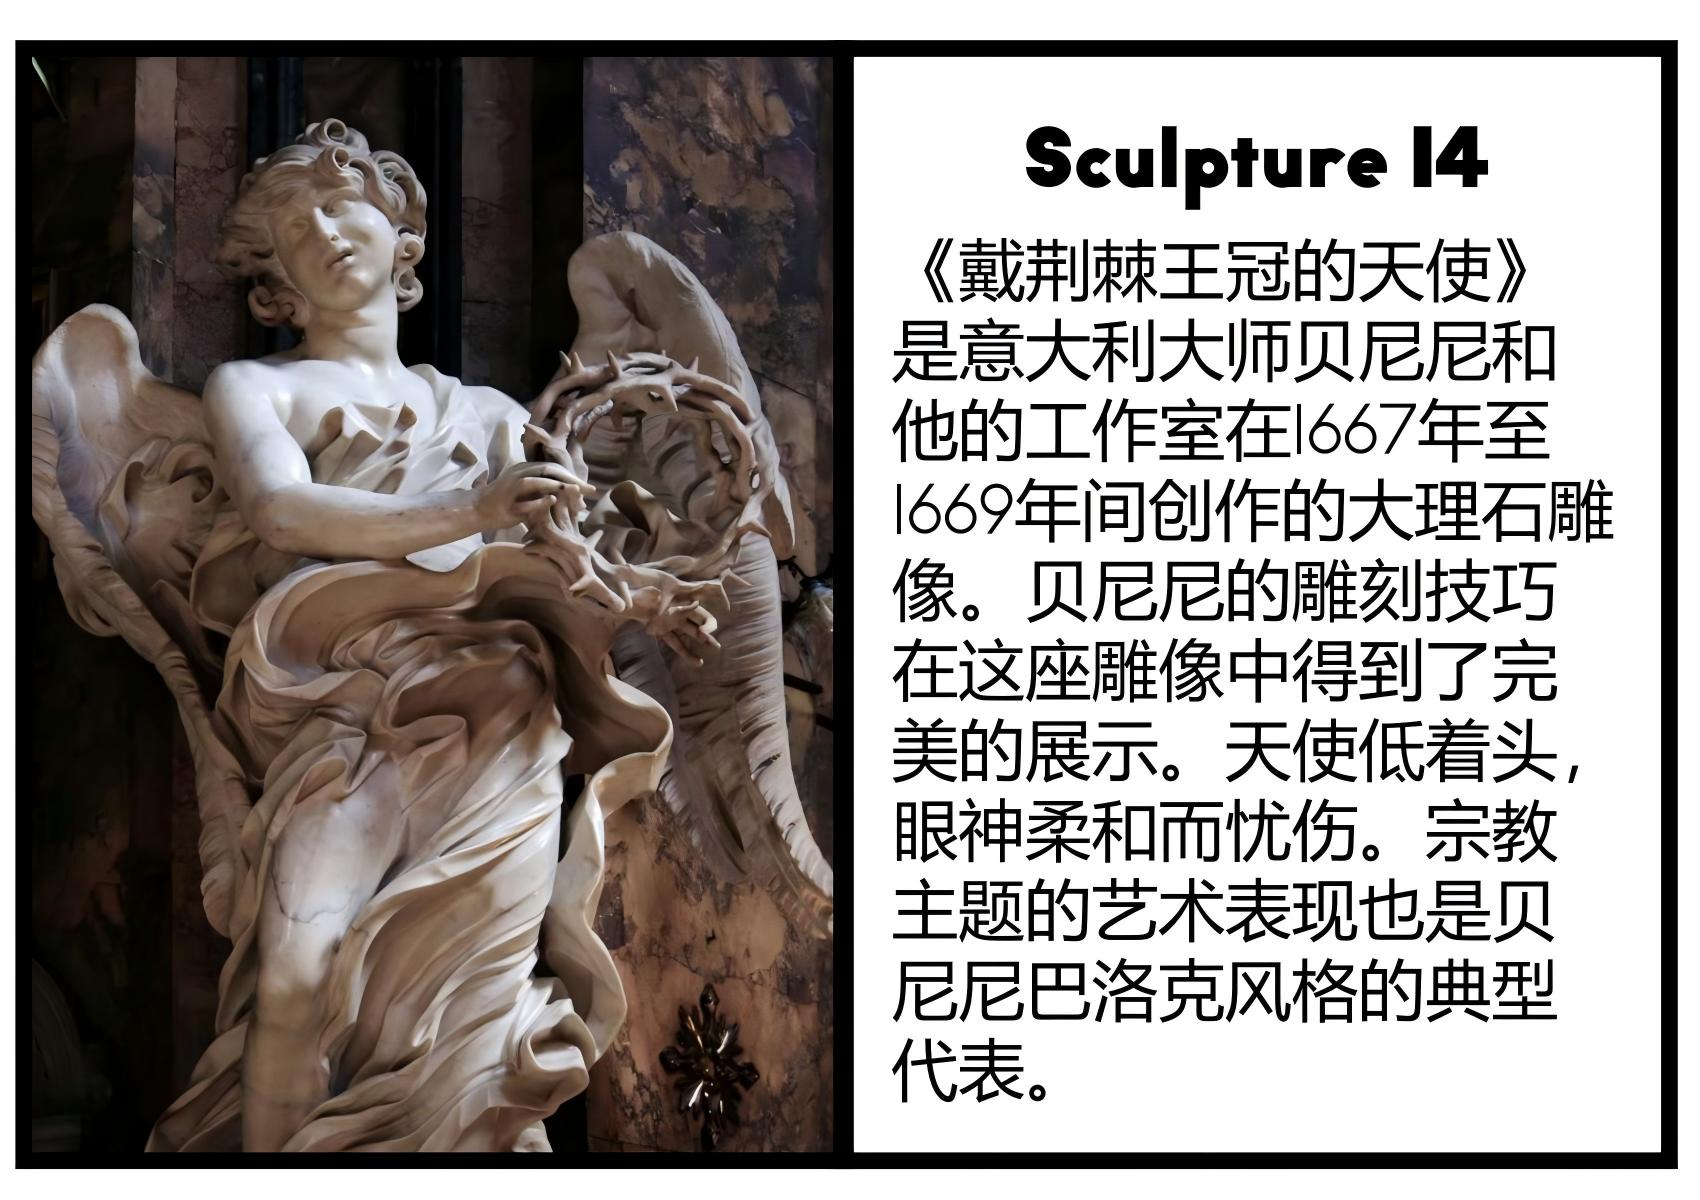 Sculpture 14
《戴荆棘王冠的天使》
是意大利大师贝尼尼和
他的工作室在1667年至
1669年间创作的大理石雕
像。贝尼尼的雕刻技巧
在这座雕像中得到了完
美的展示。天使低着头,
眼神柔和而忧伤。宗教
主题的艺术表现也是贝
尼尼巴洛克风格的典型
代表。